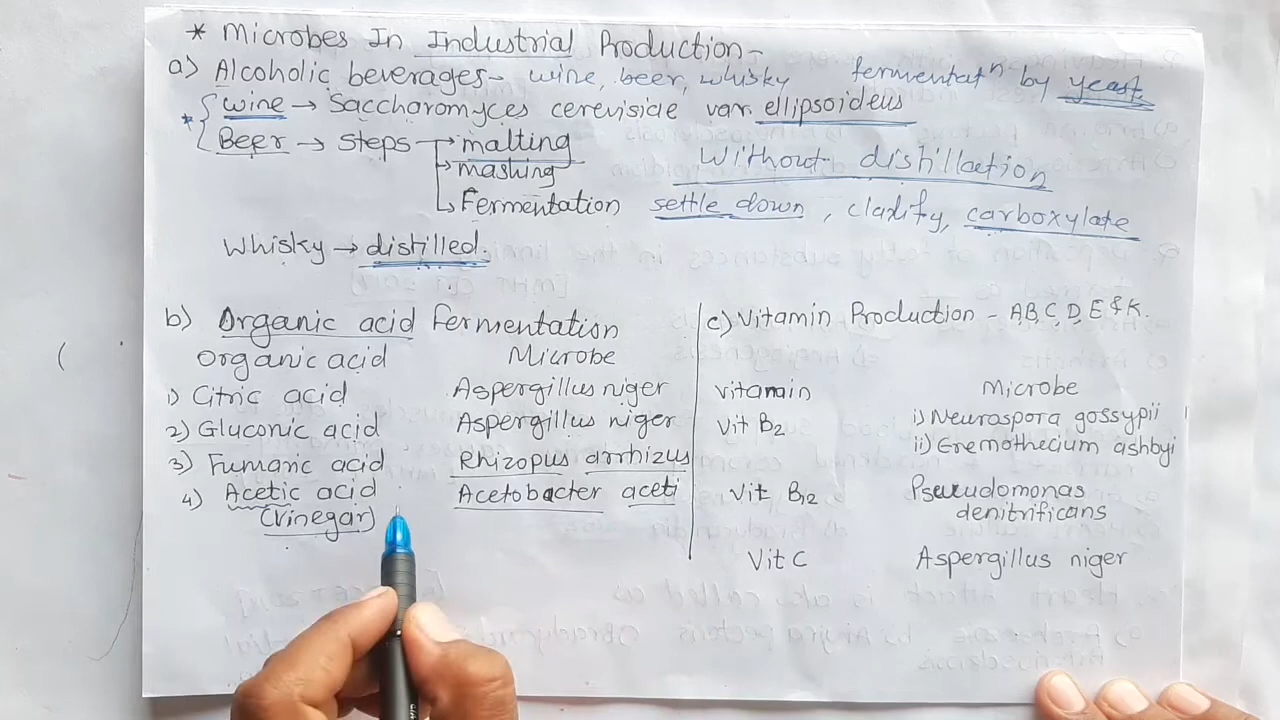 * Microbes In Industrial Production -
a) Alcoholic beverages - wine, beer, whisky fermentatⁿ by yeast
wine → Saccharomyces cerevisiae var. ellipsoideus
* Beer → Steps → malting
→ mashing
→ Fermentation
Without distillation
settle down, clarify, carboxylate
Whisky → distilled.
b) Organic acid Fermentation
Organic acid Microbe
1) Citric acid Aspergillus niger
2) Gluconic acid Aspergillus niger
3) Fumaric acid Rhizopus arrhizus
4) Acetic acid Acetobacter aceti
(Vinegar)
c) Vitamin Production - A,B,C,D,E & K.
vitamin Microbe
Vit B₂ i) Neurospora gossypii
ii) Eremothecium ashbyi
Vit B₁₂ Pseudomonas
denitrificans
Vit C Aspergillus niger